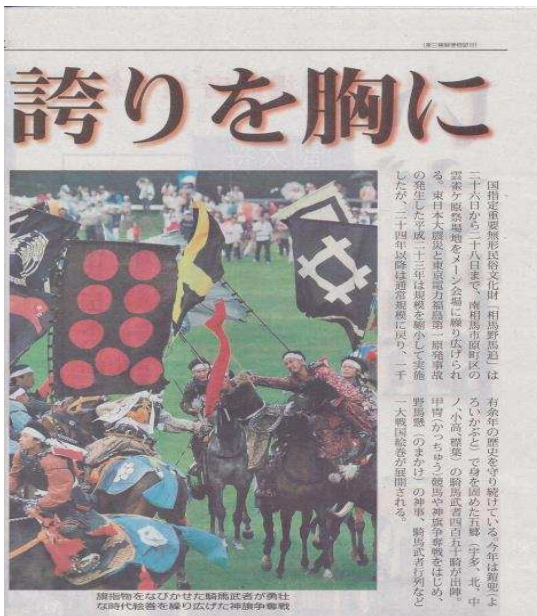 (第三種郵便物認可)
誇りを胸に
国指定重要無形民俗文化財「相馬野馬追」は
二十六日から二十八日まで、南相馬市原町区の
雲雀ケ原祭場地をメーン会場に繰り広げられ
る。東日本大震災と東京電力福島第一原発事故
の発生した平成二十三年は規模を縮小して実施
したが、二十四年以降は通常規模に戻り、一千
有余年の歴史を守り続けている。今年は鎧兜（よ
ろいかぶと）で身を固めた五郷（宇多、北、中
ノ、小高、標葉）の騎馬武者四百五十騎が出陣。
甲冑（かっちゅう）競馬や神旗争奪戦をはじめ、
野馬懸（のまかけ）の神事、騎馬武者行列など
一大戦国絵巻が展開される。
旗指物をなびかせた騎馬武者が勇壮
な時代絵巻を繰り広げた神旗争奪戦